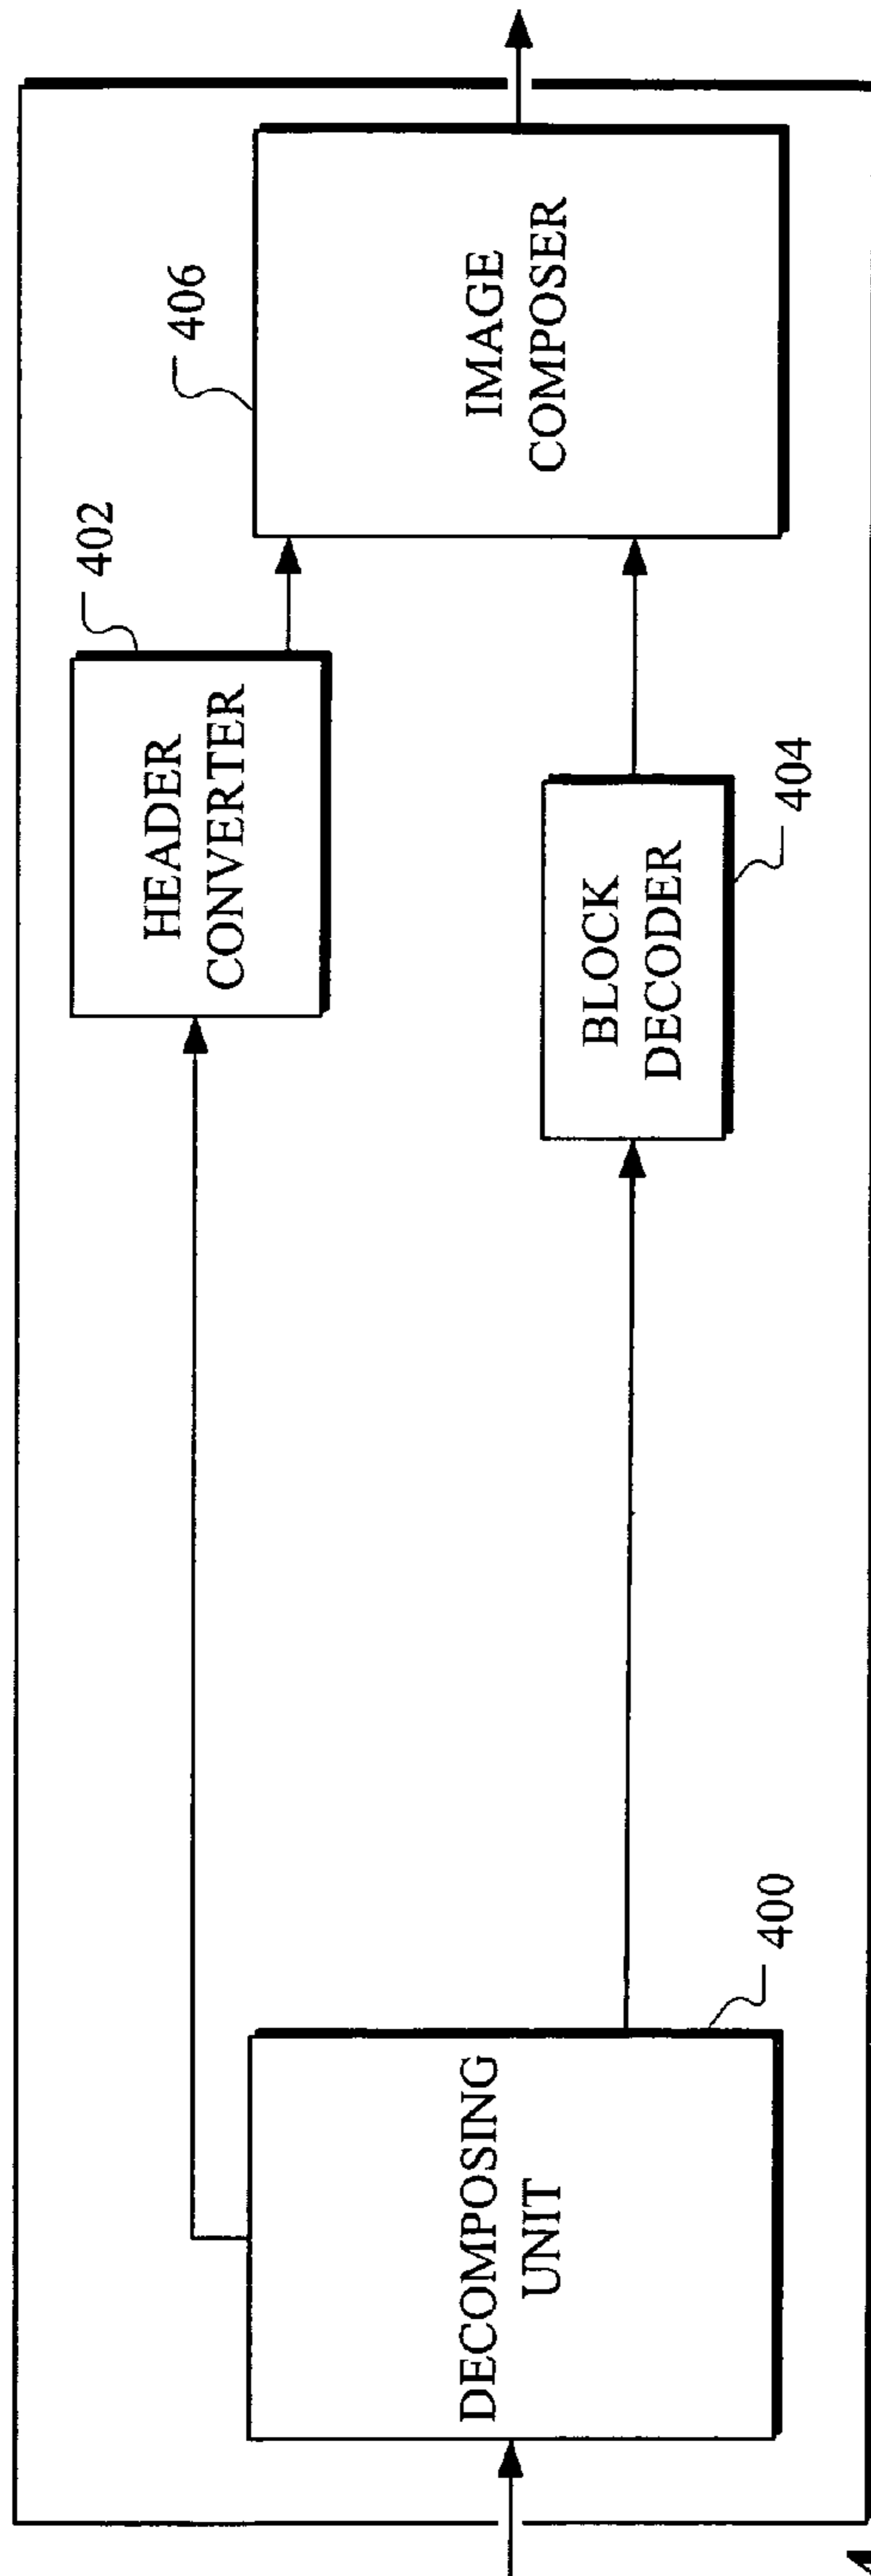 DECOMPOSING
UNIT
400
HEADER
CONVERTER
402
BLOCK
DECODER
404
IMAGE
COMPOSER
406